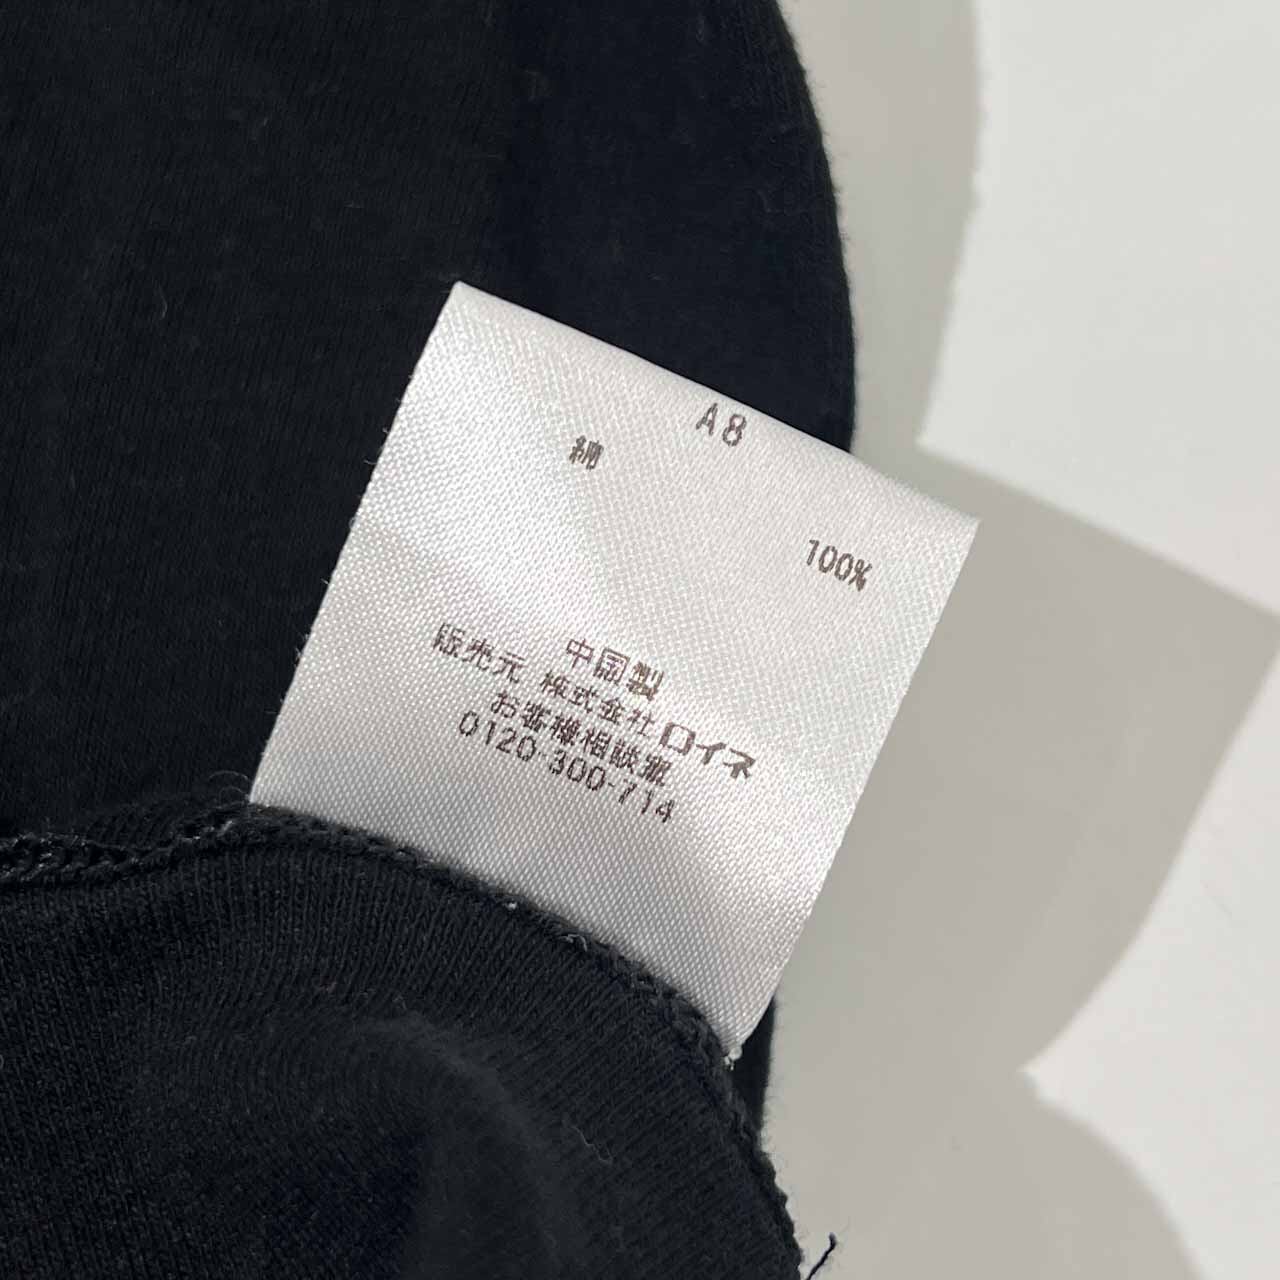 A8
綿 100%
中国製
販売元 株式会社ロイネ
お客様相談室
0120-300-714